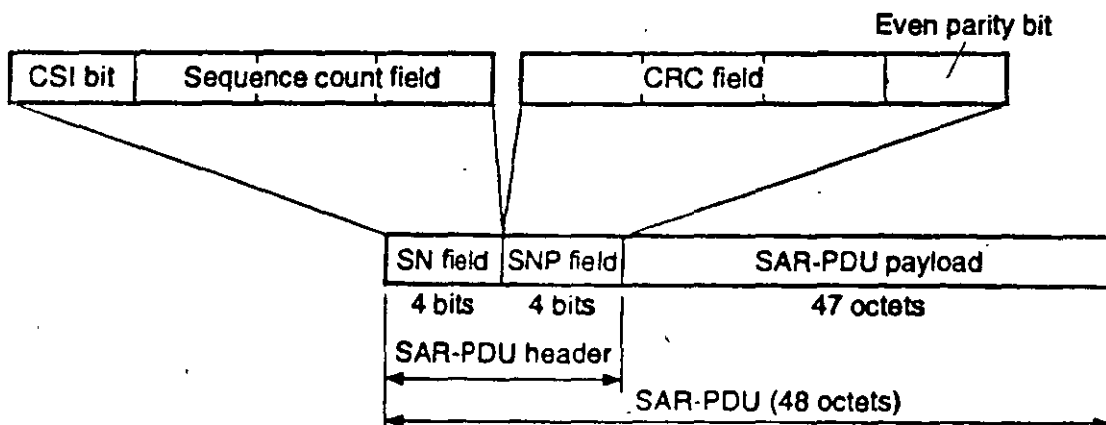 Even parity bit
CSI bit Sequence count field CRC field
SN field SNP field SAR-PDU payload
4 bits 4 bits 47 octets
SAR-PDU header
SAR-PDU (48 octets)